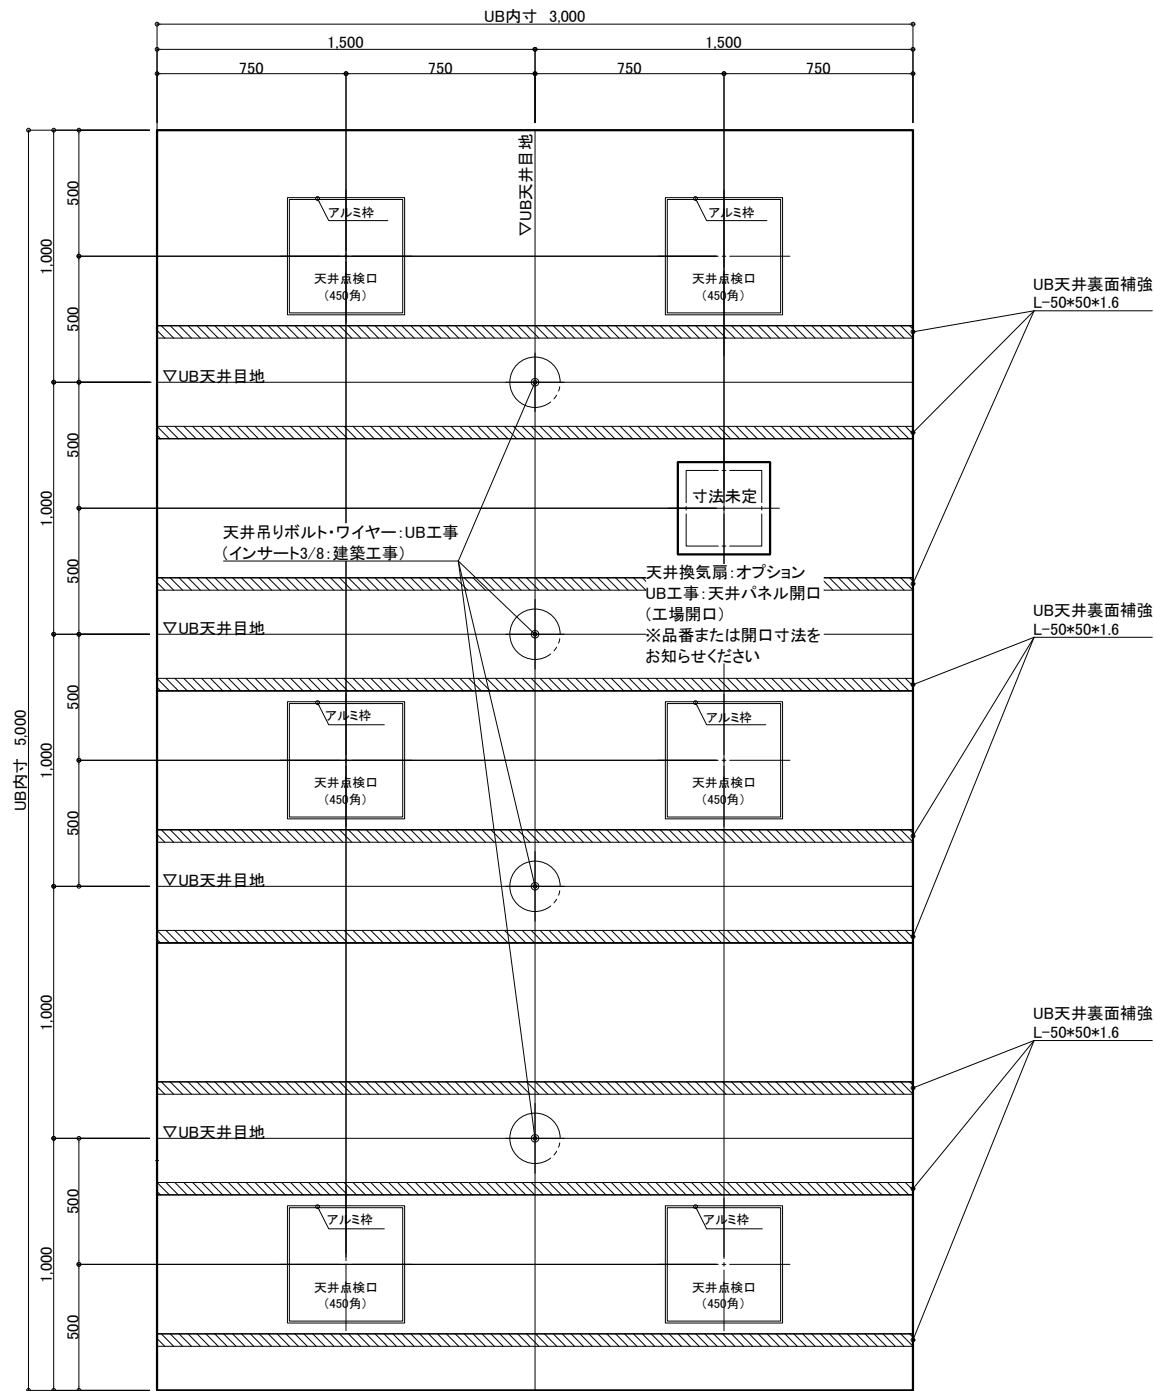 UB内寸 3,000
1,500
1,500
750
750
750
750
UB内寸 5,000
1,000
1,000
1,000
1,000
1,000
500
500
500
500
500
500
500
500
▽UB天井目地
アルミ枠
天井点検口
(450角)
アルミ枠
天井点検口
(450角)
UB天井裏面補強
L-50*50*1.6
▽UB天井目地
寸法未定
天井吊りボルト・ワイヤー:UB工事
(インサート3/8:建築工事)
天井換気扇:オプション
UB工事:天井パネル開口
(工場開口)
※品番または開口寸法を
お知らせください
▽UB天井目地
UB天井裏面補強
L-50*50*1.6
アルミ枠
天井点検口
(450角)
アルミ枠
天井点検口
(450角)
▽UB天井目地
UB天井裏面補強
L-50*50*1.6
▽UB天井目地
アルミ枠
天井点検口
(450角)
アルミ枠
天井点検口
(450角)